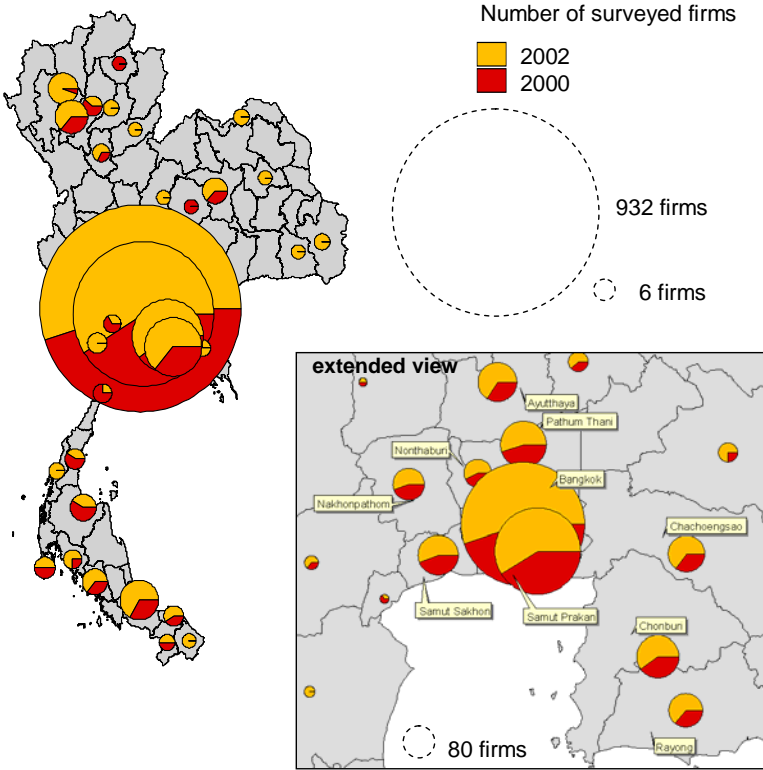 Number of surveyed firms
2002
2000
932 firms
6 firms
extended view
Ayutthaya
Pathum Thani
Nonthaburi
Bangkok
Nakhonpathom
Chachoengsao
Samut Sakhon
Samut Prakan
Chonburi
Rayong
80 firms